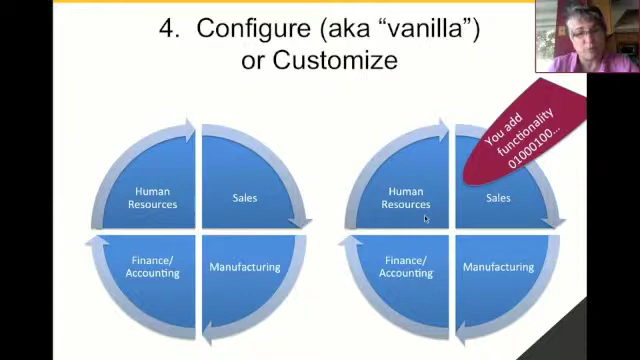 4. Configure (aka “vanilla”)
or Customize
Human
Resources
Sales
Finance/
Accounting
Manufacturing
You add
functionality
01000100...
Human
Resources
Sales
Finance/
Accounting
Manufacturing